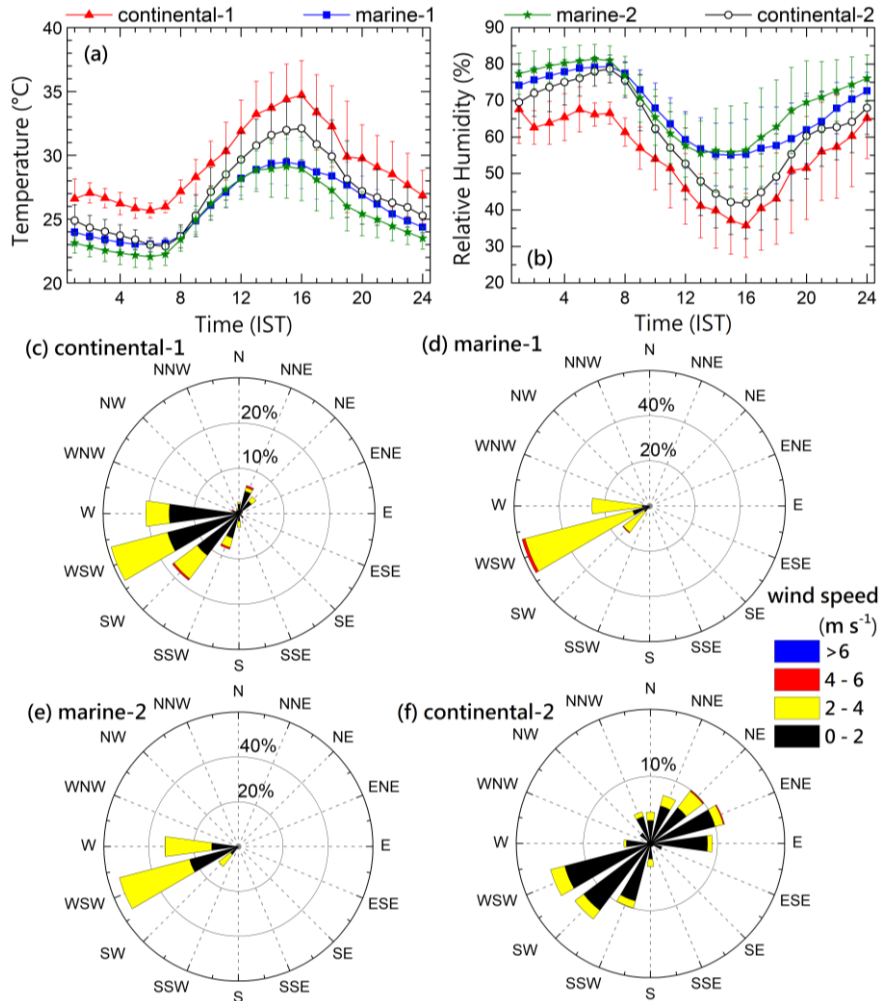 continental-1 marine-1 marine-2 continental-2
(a)
Temperature (°C)
40
35
30
25
20
4 8 12 16 20 24
Time (IST)
(b)
Relative Humidity (%)
90
80
70
60
50
40
30
20
4 8 12 16 20 24
Time (IST)
(c) continental-1
N
NNE
NE
ENE
E
ESE
SE
SSE
S
SSW
SW
WSW
W
WNW
NW
NNW
20%
10%
(d) marine-1
N
NNE
NE
ENE
E
ESE
SE
SSE
S
SSW
SW
WSW
W
WNW
NW
NNW
40%
20%
wind speed
(m s⁻¹)
>6
4 - 6
2 - 4
0 - 2
(e) marine-2
N
NNE
NE
ENE
E
ESE
SE
SSE
S
SSW
SW
WSW
W
WNW
NW
NNW
40%
20%
(f) continental-2
N
NNE
NE
ENE
E
ESE
SE
SSE
S
SSW
SW
WSW
W
WNW
NW
NNW
10%